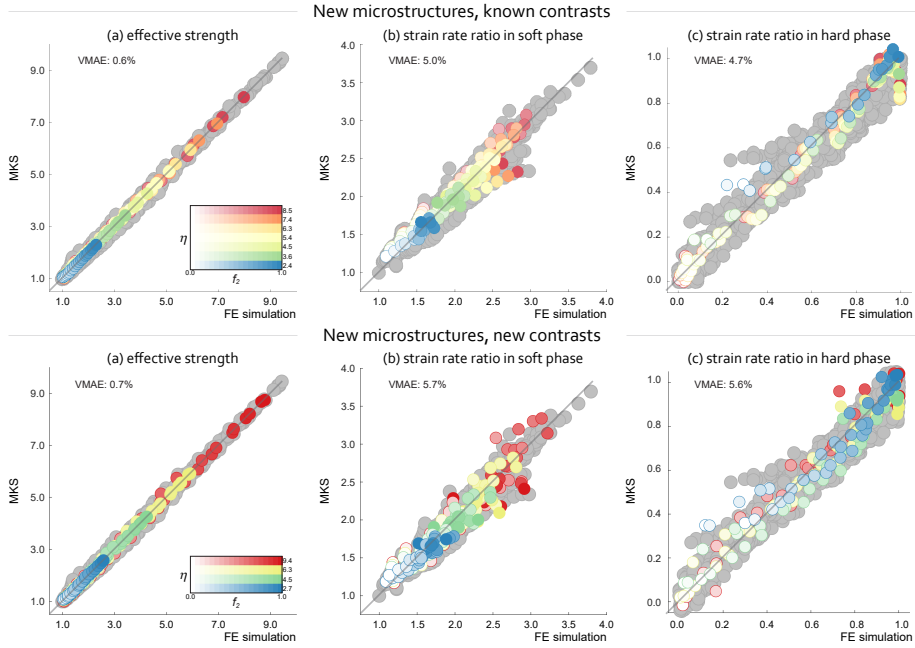 New microstructures, known contrasts
(a) effective strength
VMAE: 0.6%
9.0
7.0
5.0
3.0
1.0
MKS
1.0 3.0 5.0 7.0 9.0
FE simulation
η
8.5
7.4
6.3
5.4
4.5
3.6
2.4
0.0 f2 1.0
(b) strain rate ratio in soft phase
VMAE: 5.0%
4.0
3.5
3.0
2.5
2.0
1.5
1.0
MKS
1.0 1.5 2.0 2.5 3.0 3.5 4.0
FE simulation
(c) strain rate ratio in hard phase
VMAE: 4.7%
1.0
0.8
0.6
0.4
0.2
0.0
MKS
0.0 0.2 0.4 0.6 0.8 1.0
FE simulation
New microstructures, new contrasts
(a) effective strength
VMAE: 0.7%
9.0
7.0
5.0
3.0
1.0
MKS
1.0 3.0 5.0 7.0 9.0
FE simulation
η
9.4
6.3
4.5
2.7
0.0 f2 1.0
(b) strain rate ratio in soft phase
VMAE: 5.7%
4.0
3.5
3.0
2.5
2.0
1.5
1.0
MKS
1.0 1.5 2.0 2.5 3.0 3.5 4.0
FE simulation
(c) strain rate ratio in hard phase
VMAE: 5.6%
1.0
0.8
0.6
0.4
0.2
0.0
MKS
0.0 0.2 0.4 0.6 0.8 1.0
FE simulation